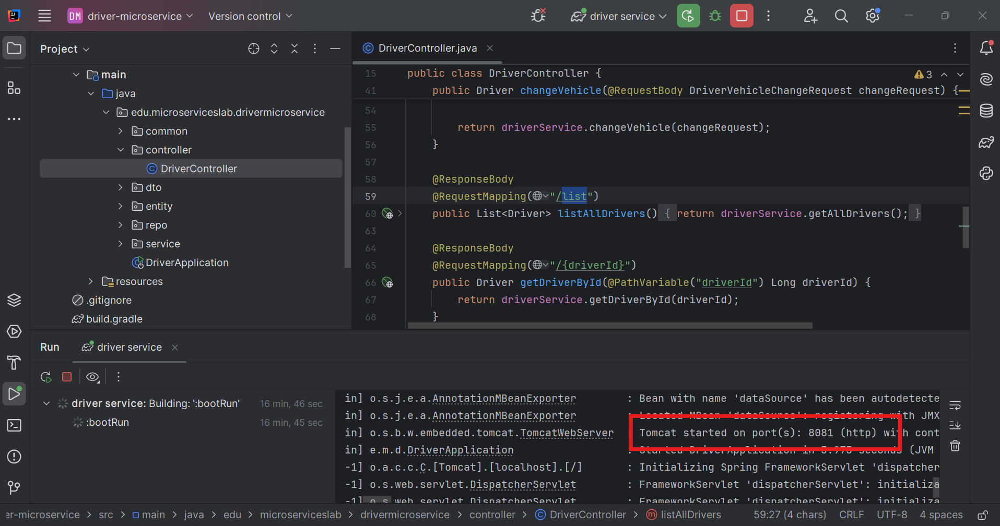 DM driver-microservice Version control driver service
Project
DriverController.java
main
java
edu.microserviceslab.drivermicroservice
common
controller
DriverController
dto
entity
repo
service
DriverApplication
resources
.gitignore
build.gradle
3
15 public class DriverController {
41 public Driver changeVehicle(@RequestBody DriverVehicleChangeRequest changeRequest) {
54
55 return driverService.changeVehicle(changeRequest);
56 }
57
58 @ResponseBody
59 @RequestMapping("/list")
60 public List<Driver> listAllDrivers() { return driverService.getAllDrivers(); }
63
64 @ResponseBody
65 @RequestMapping("/{driverId}")
66 public Driver getDriverById(@PathVariable("driverId") Long driverId) {
67 return driverService.getDriverById(driverId);
68 }
Run driver service
driver service: Building: ':bootRun' 16 min, 46 sec
:bootRun 16 min, 45 sec
in] o.s.j.e.a.AnnotationMBeanExporter : Bean with name 'dataSource' has been autodetecte
in] o.s.j.e.a.AnnotationMBeanExporter : Located MBean 'dataSource': registering with JMX
in] o.s.b.w.embedded.tomcat.TomcatWebServer Tomcat started on port(s): 8081 (http) with cont
in] e.m.d.DriverApplication : Started DriverApplication in seconds (JVM
-1] o.a.c.c.C.[Tomcat].[localhost].[/] : Initializing Spring FrameworkServlet 'dispatcher
-1] o.s.web.servlet.DispatcherServlet : FrameworkServlet 'dispatcherServlet': initializa
-1] o.s.web.servlet.DispatcherServlet : FrameworkServlet 'dispatcherServlet': initializa
er-microservice > src > main > java > edu > microserviceslab > drivermicroservice > controller > DriverController > listAllDrivers 59:27 (4 chars) CRLF UTF-8 4 spaces